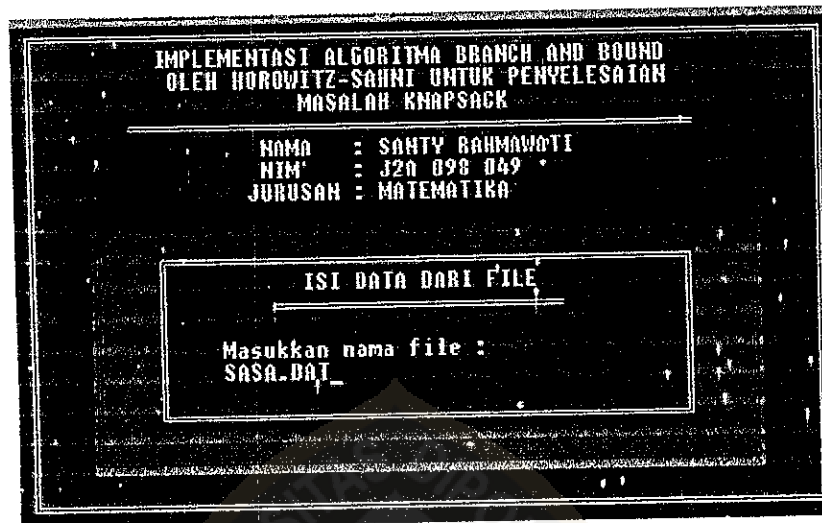 IMPLEMENTASI ALGORITMA BRANCH AND BOUND
OLEH HOROWITZ-SAHNI UNTUK PENYELESAIAN
MASALAH KNAPSACK
NAMA : SANTY RAHMAWATI
NIM : J2A 098 049
JURUSAN : MATEMATIKA
ISI DATA DARI FILE
Masukkan nama file :
SASA.DAT_